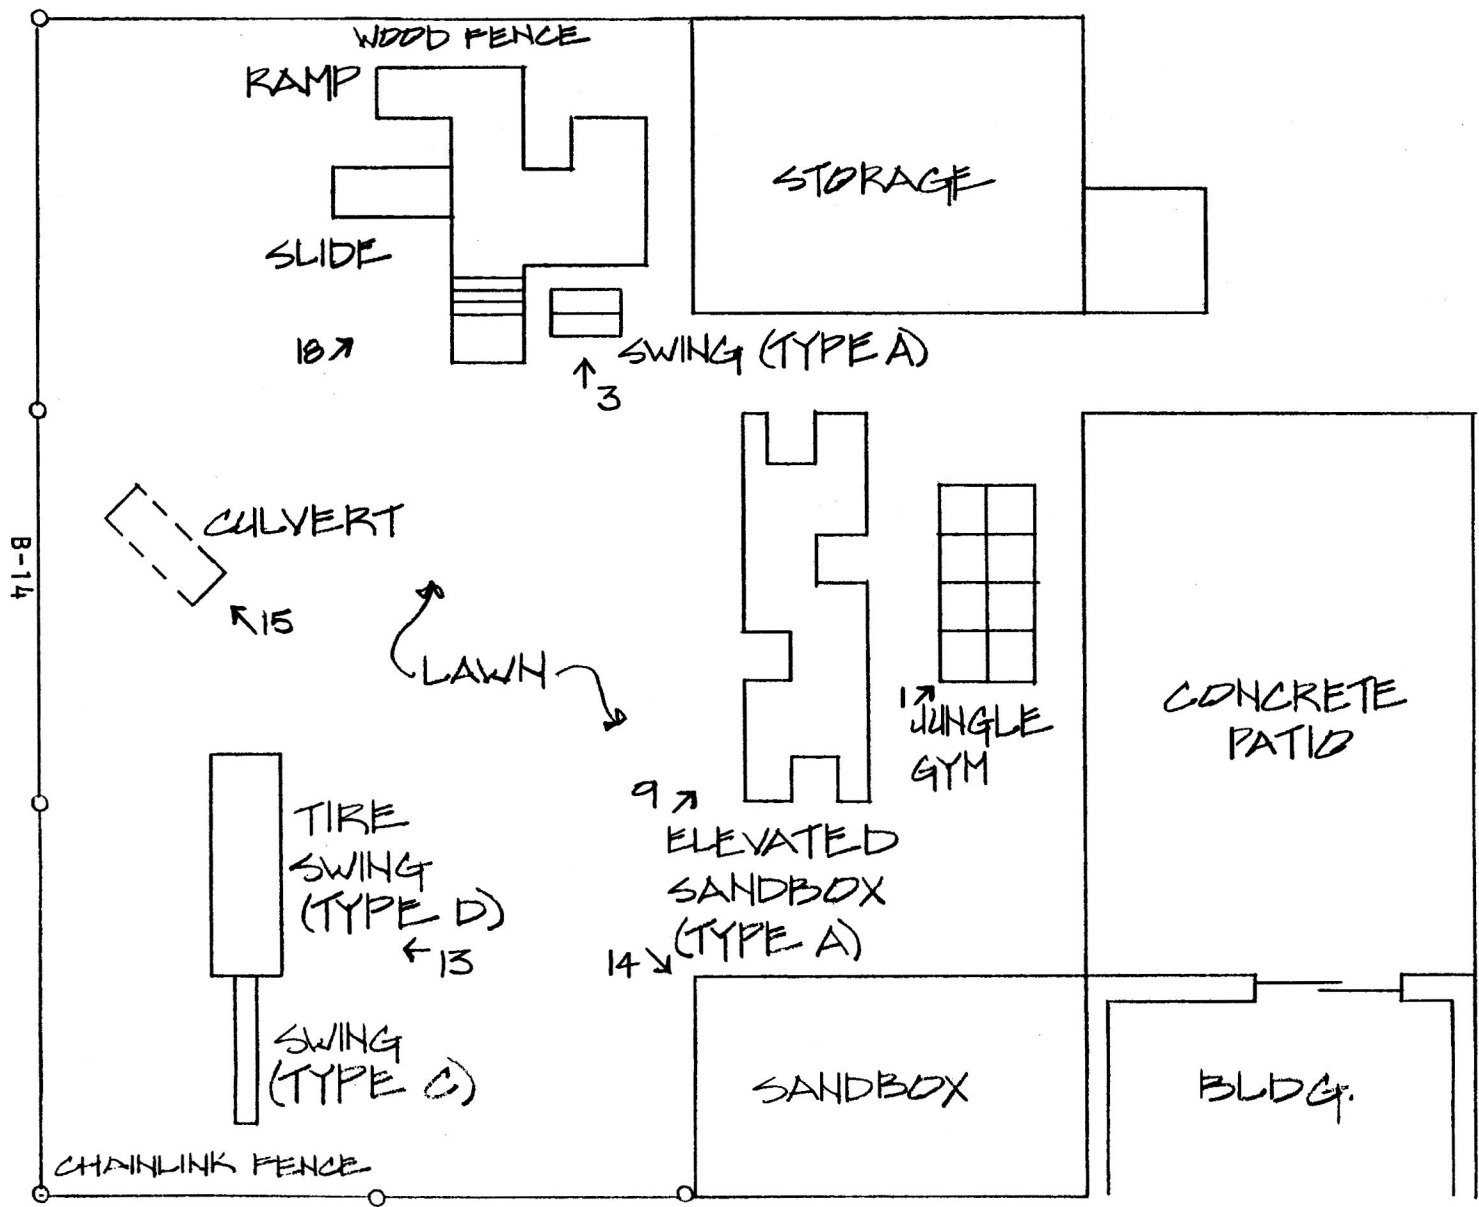 WOOD FENCE
RAMP
STORAGE
SLIDE
18
SWING (TYPE A)
3
CULVERT
15
B-14
LAWN
1
JUNGLE
GYM
CONCRETE
PATIO
9
ELEVATED
SANDBOX
(TYPE A)
TIRE
SWING
(TYPE D)
13
14
SWING
(TYPE C)
SANDBOX
BLDG.
CHAINLINK FENCE